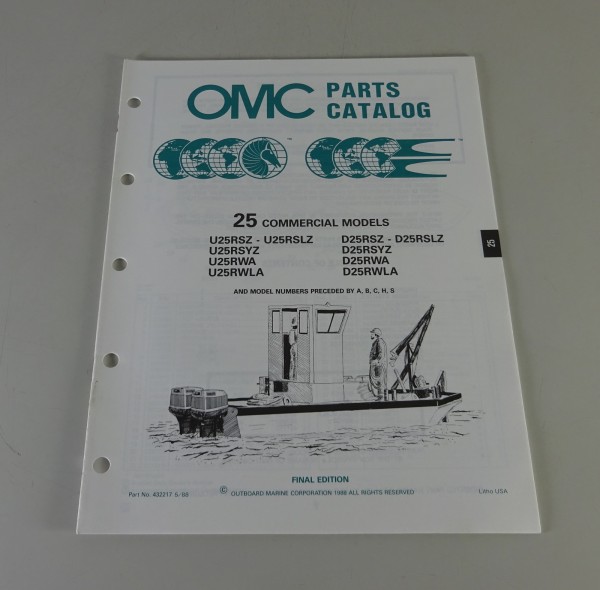 OMC PARTS CATALOG
25 COMMERCIAL MODELS
U25RSZ - U25RSLZ D25RSZ - D25RSLZ
U25RSYZ D25RSYZ
U25RWA D25RWA
U25RWLA D25RWLA
AND MODEL NUMBERS PRECEDED BY A, B, C, H, S
25
FINAL EDITION
Part No. 432217 5/88 © OUTBOARD MARINE CORPORATION 1988 ALL RIGHTS RESERVED Litho USA